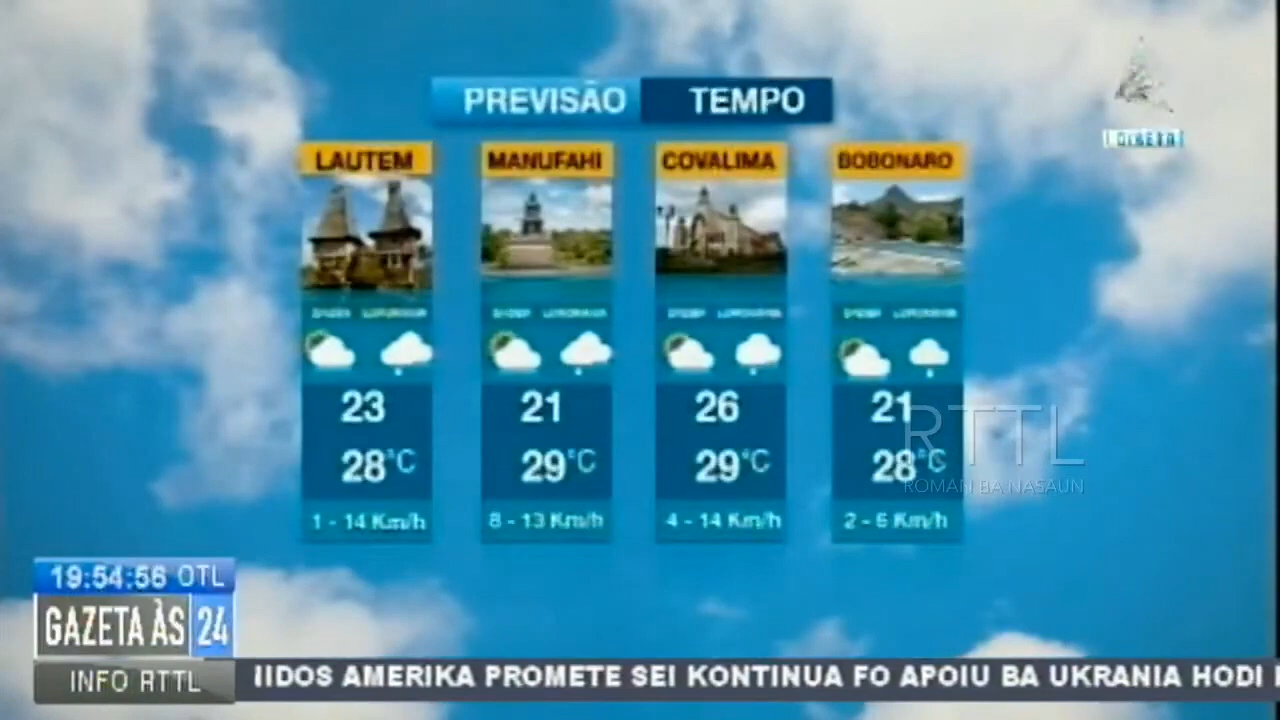 PREVISÃO TEMPO
DIRETA
LAUTEM
MANUFAHI
COVALIMA
BOBONARO
23
28°C
1 - 14 Km/h
21
29°C
8 - 13 Km/h
26
29°C
4 - 14 Km/h
21
28°C
2 - 6 Km/h
RTTL
ROMAN BA NASAUN
19:54:56 OTL
GAZETA ÀS 24
INFO RTTL
NIDOS AMERIKA PROMETE SEI KONTINUA FO APOIU BA UKRANIA HODI